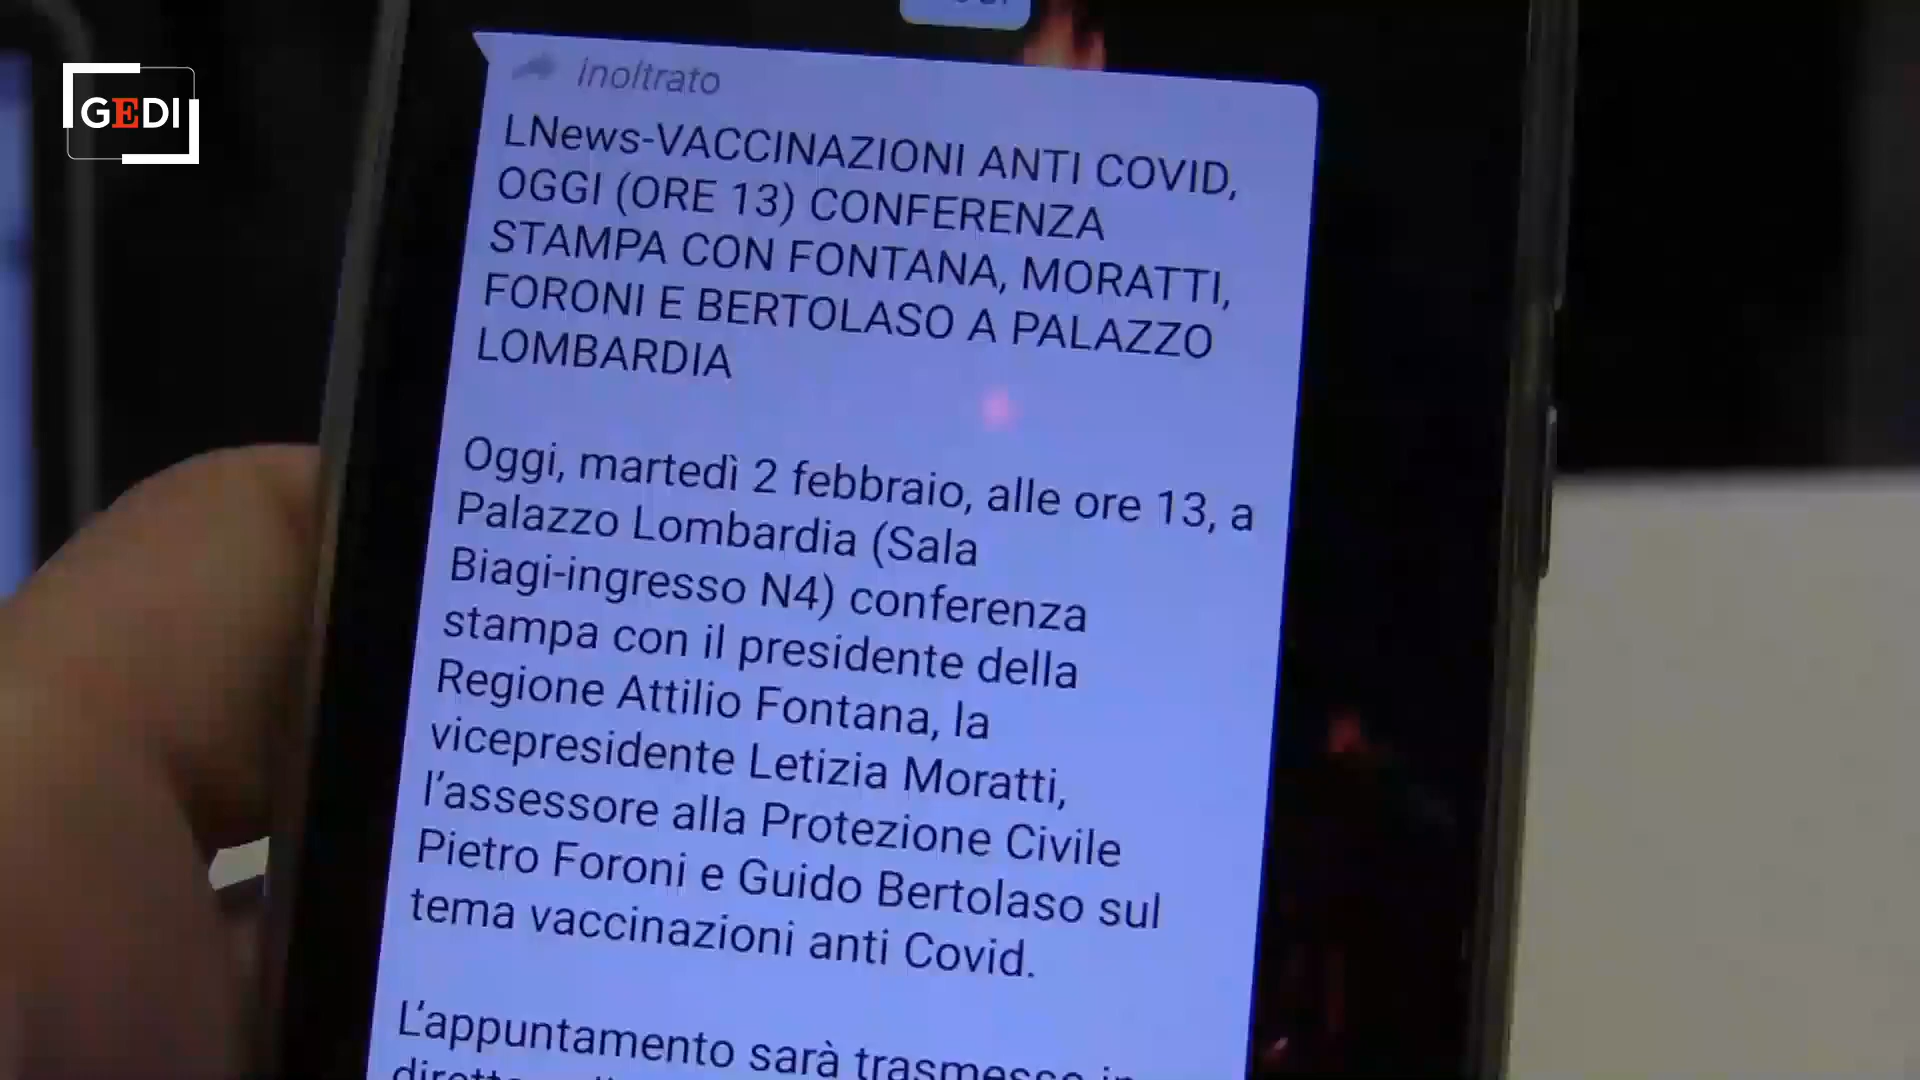 GEDI
inoltrato
LNews-VACCINAZIONI ANTI COVID,
OGGI (ORE 13) CONFERENZA
STAMPA CON FONTANA, MORATTI,
FORONI E BERTOLASO A PALAZZO
LOMBARDIA
Oggi, martedì 2 febbraio, alle ore 13, a
Palazzo Lombardia (Sala
Biagi-ingresso N4) conferenza
stampa con il presidente della
Regione Attilio Fontana, la
vicepresidente Letizia Moratti,
l'assessore alla Protezione Civile
Pietro Foroni e Guido Bertolaso sul
tema vaccinazioni anti Covid.
L'appuntamento sarà trasmesso in